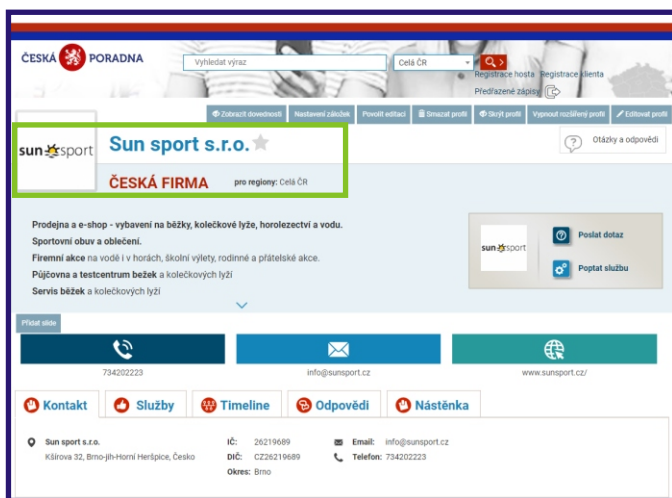 ČESKÁ PORADNA
Vyhledat výraz
Celá ČR
Registrace hosta Registrace klienta
Předřazené zápisy
Zobrazit dovednosti
Nastavení záložek
Povolit editaci
Smazat profil
Skrýt profil
Vypnout rozšířený profil
Editovat profil
sun sport
Sun sport s.r.o.
Otázky a odpovědi
ČESKÁ FIRMA
pro regiony: Celá ČR
Prodejna a e-shop - vybavení na běžky, kolečkové lyže, horolezectví a vodu.
Sportovní obuv a oblečení.
Firemní akce na vodě i v horách, školní výlety, rodinné a přátelské akce.
Půjčovna a testcentrum bežek a kolečkových lyží
Servis běžek a kolečkových lyží
sun sport
Poslat dotaz
Poptat službu
Přidat slide
734202223
info@sunsport.cz
www.sunsport.cz/
Kontakt
Služby
Timeline
Odpovědi
Nástěnka
Sun sport s.r.o.
Kšírova 32, Brno-jih-Horní Heršpice, Česko
IČ: 26219689
DIČ: CZ26219689
Okres: Brno
Email: info@sunsport.cz
Telefon: 734202223